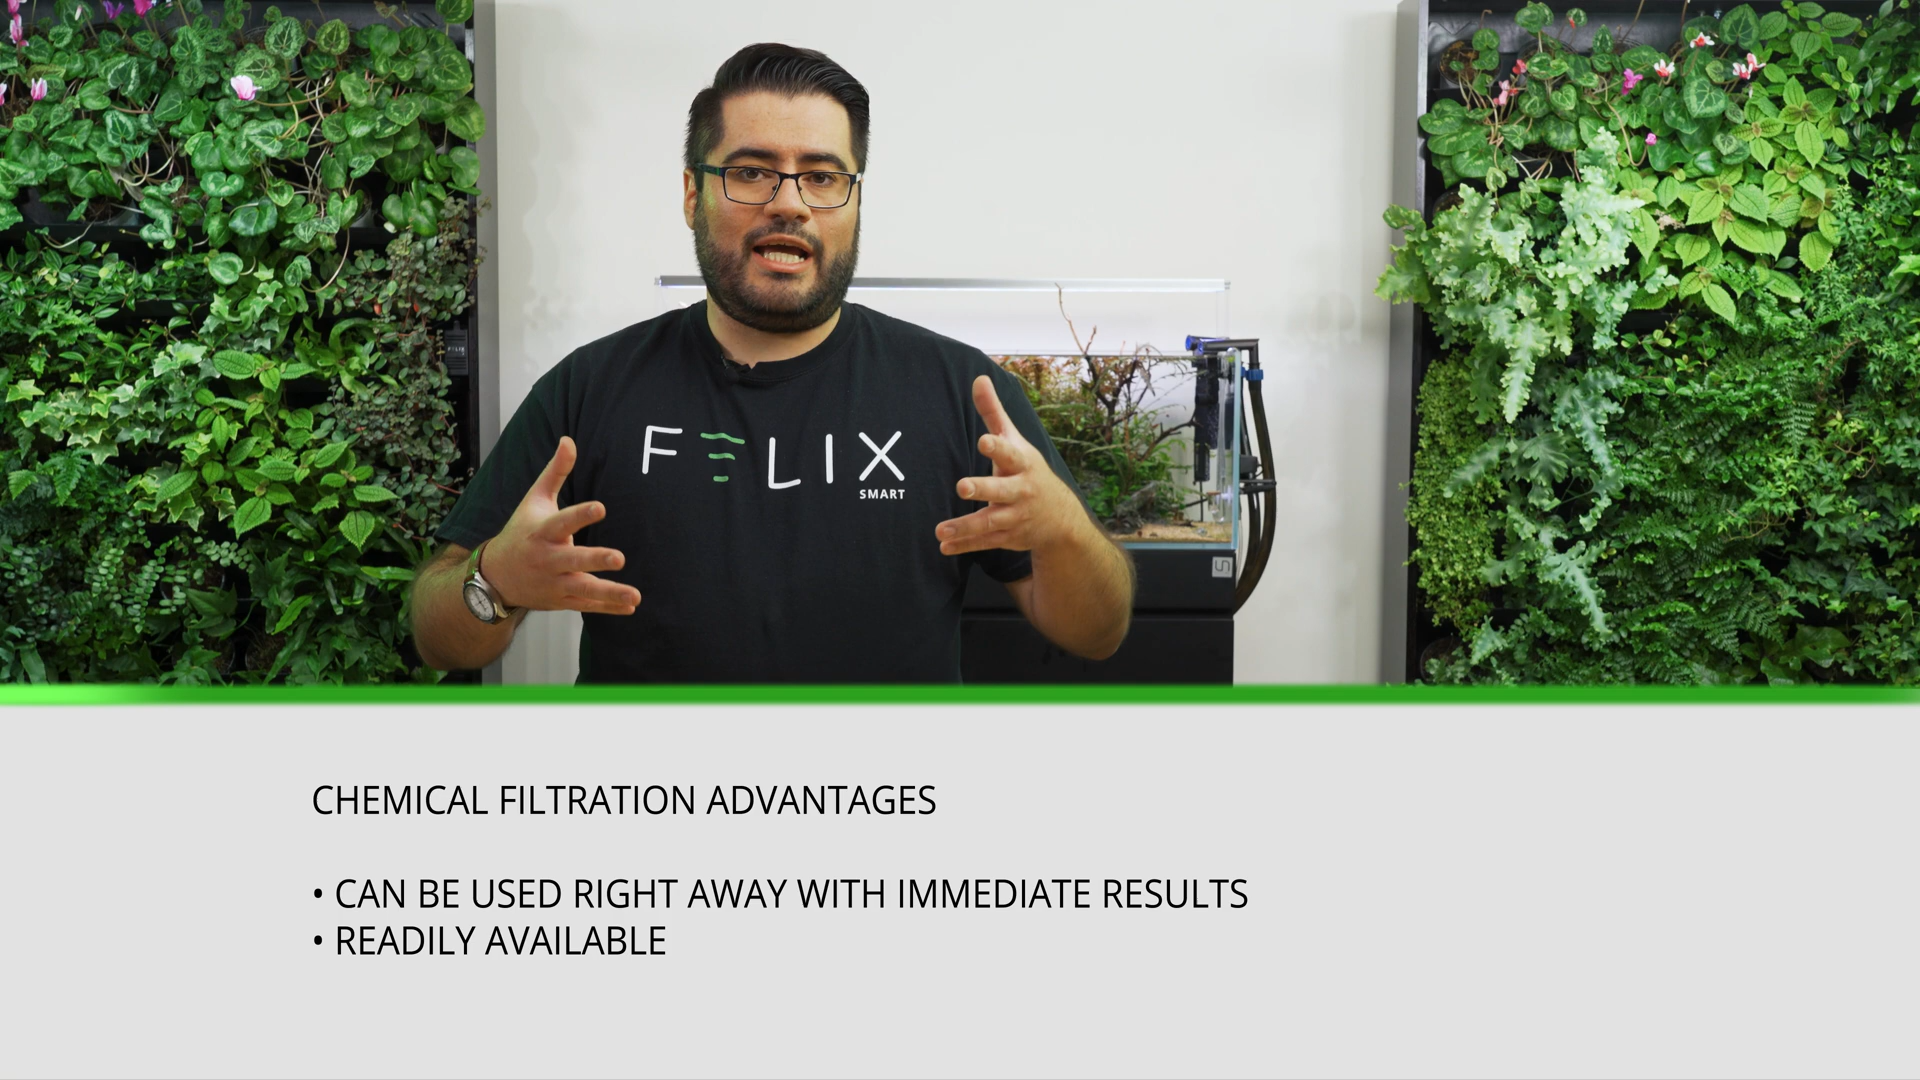 FELIX
SMART
CHEMICAL FILTRATION ADVANTAGES
• CAN BE USED RIGHT AWAY WITH IMMEDIATE RESULTS
• READILY AVAILABLE